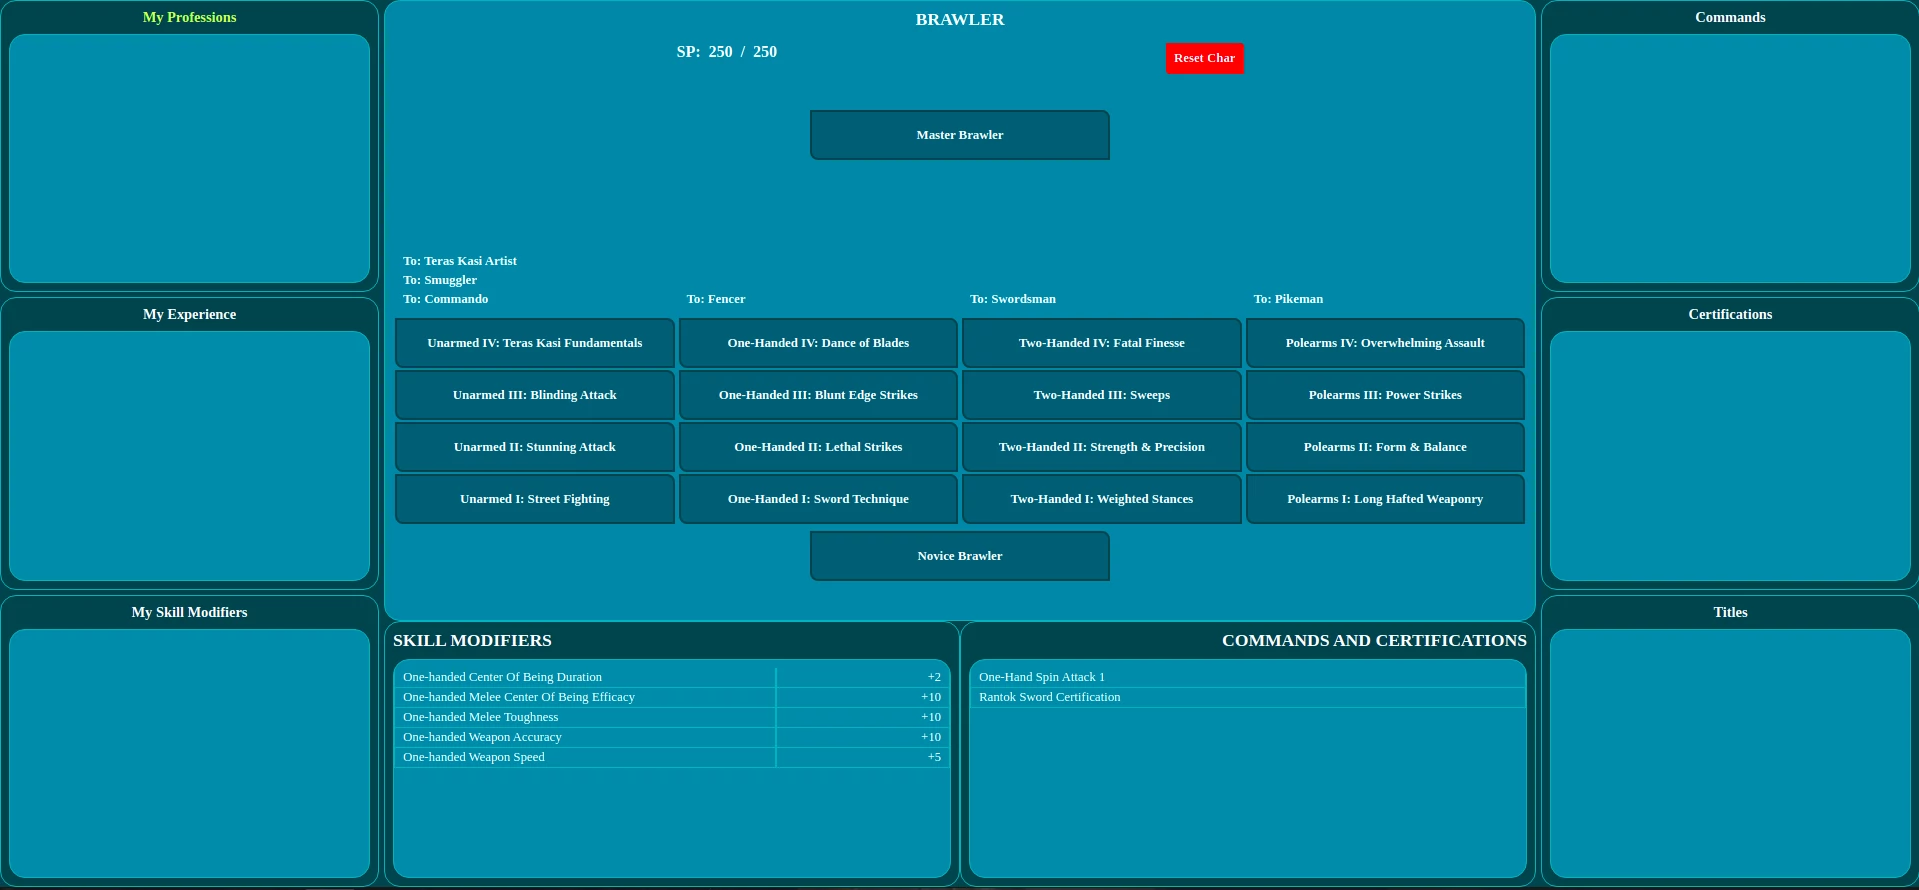 My Professions
BRAWLER
Commands
SP: 250 / 250
Reset Char
Master Brawler
To: Teras Kasi Artist
To: Smuggler
To: Commando
To: Fencer
To: Swordsman
To: Pikeman
My Experience
Certifications
Unarmed IV: Teras Kasi Fundamentals
One-Handed IV: Dance of Blades
Two-Handed IV: Fatal Finesse
Polearms IV: Overwhelming Assault
Unarmed III: Blinding Attack
One-Handed III: Blunt Edge Strikes
Two-Handed III: Sweeps
Polearms III: Power Strikes
Unarmed II: Stunning Attack
One-Handed II: Lethal Strikes
Two-Handed II: Strength & Precision
Polearms II: Form & Balance
Unarmed I: Street Fighting
One-Handed I: Sword Technique
Two-Handed I: Weighted Stances
Polearms I: Long Hafted Weaponry
Novice Brawler
My Skill Modifiers
Titles
SKILL MODIFIERS
One-handed Center Of Being Duration +2
One-handed Melee Center Of Being Efficacy +10
One-handed Melee Toughness +10
One-handed Weapon Accuracy +10
One-handed Weapon Speed +5
COMMANDS AND CERTIFICATIONS
One-Hand Spin Attack 1
Rantok Sword Certification